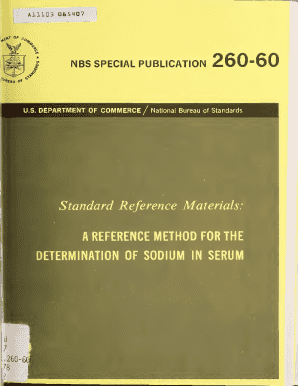 A11103 065407
NBS SPECIAL PUBLICATION 260-60
U.S. DEPARTMENT OF COMMERCE / National Bureau of Standards
Standard Reference Materials:
A REFERENCE METHOD FOR THE
DETERMINATION OF SODIUM IN SERUM